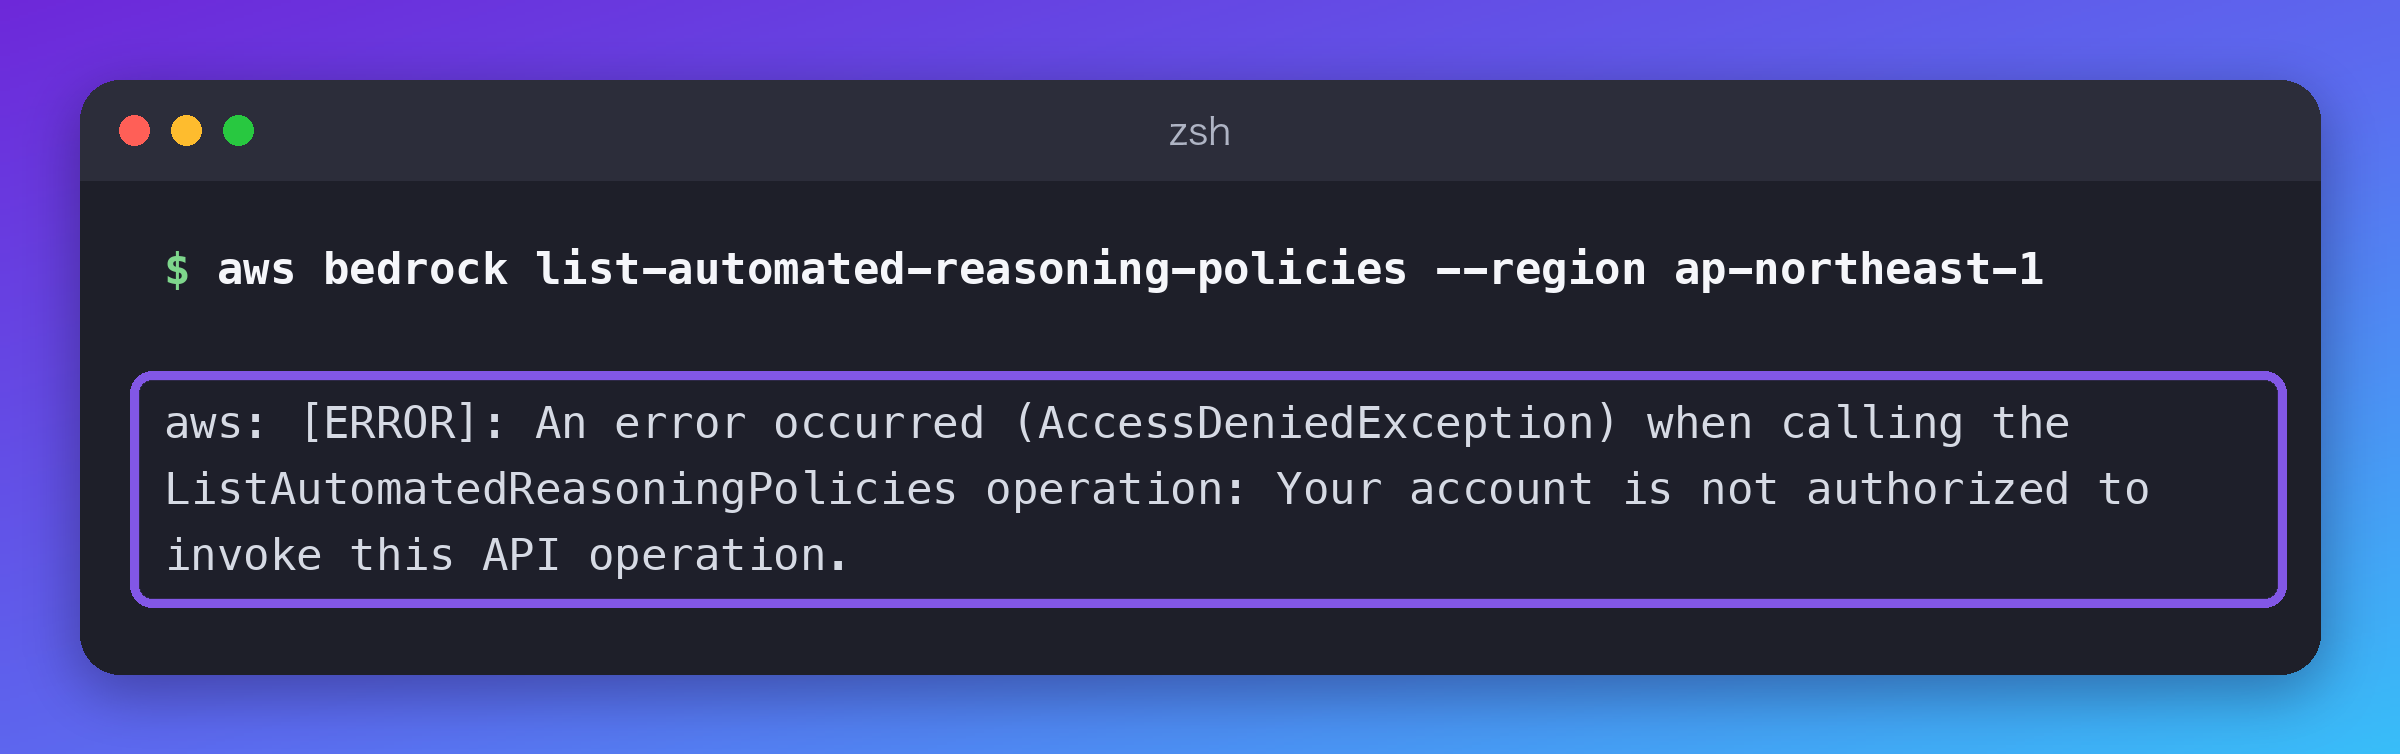 zsh
$ aws bedrock list-automated-reasoning-policies --region ap-northeast-1
aws: [ERROR]: An error occurred (AccessDeniedException) when calling the
ListAutomatedReasoningPolicies operation: Your account is not authorized to
invoke this API operation.